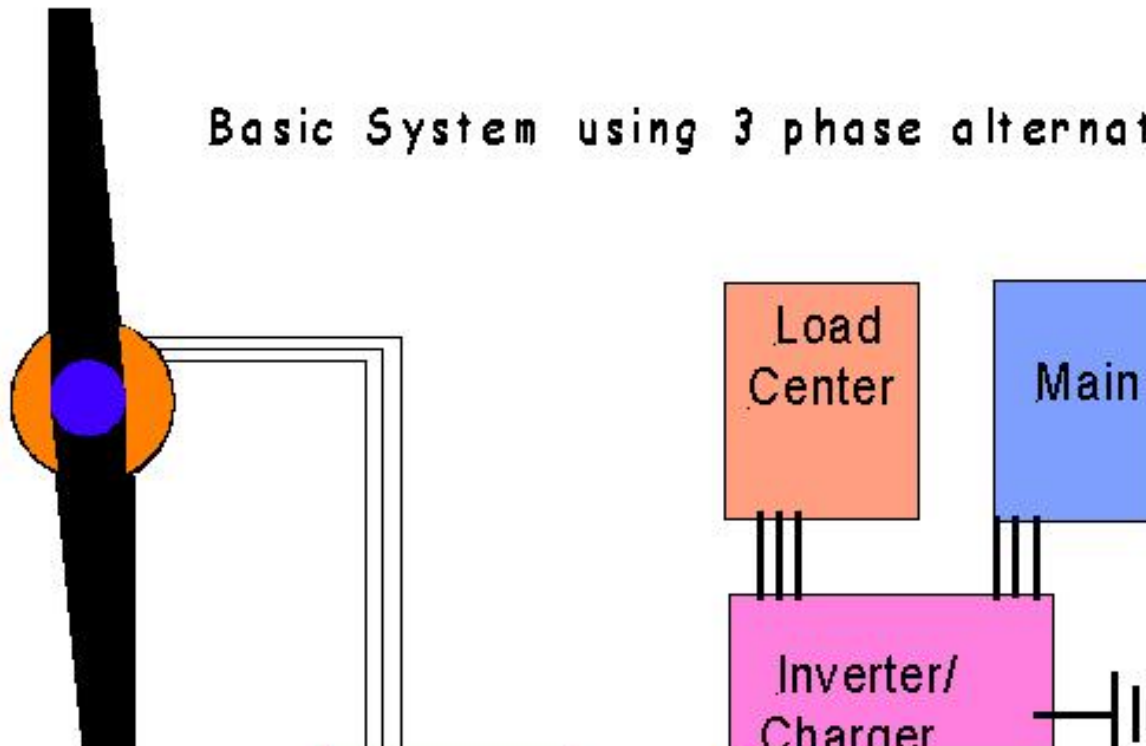 Basic System using 3 phase alternat
Load
Center
Main
Inverter/
Charger